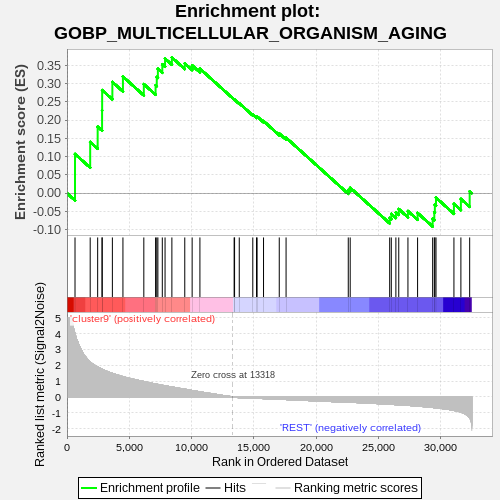 Enrichment plot:
GOBP_MULTICELLULAR_ORGANISM_AGING
Enrichment score (ES)
0.35
0.30
0.25
0.20
0.15
0.10
0.05
0.00
-0.05
-0.10
Ranked list metric (Signal2Noise)
5
4
3
2
1
0
-1
-2
'cluster9' (positively correlated)
Zero cross at 13318
'REST' (negatively correlated)
0 5,000 10,000 15,000 20,000 25,000 30,000
Rank in Ordered Dataset
Enrichment profile Hits Ranking metric scores